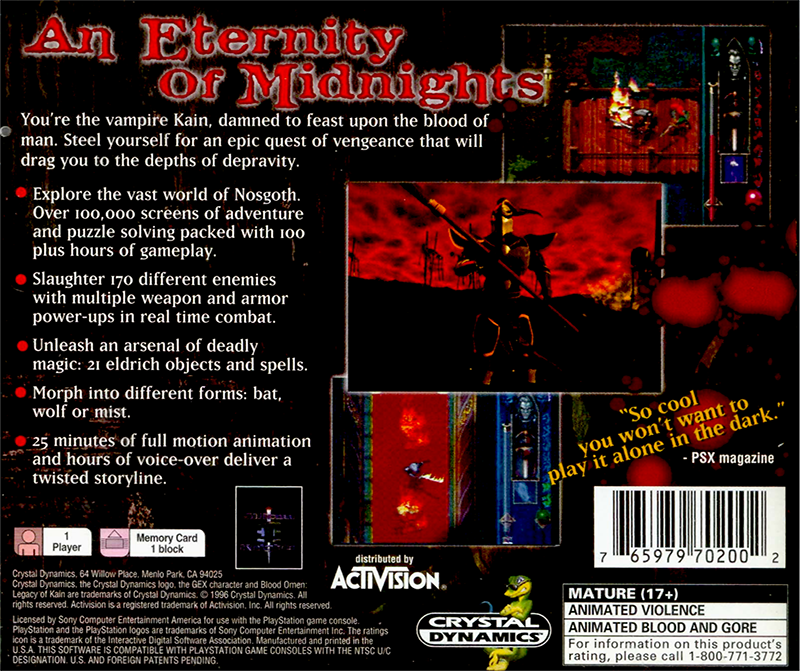 An Eternity
Of Midnights
You're the vampire Kain, damned to feast upon the blood of
man. Steel yourself for an epic quest of vengeance that will
drag you to the depths of depravity.
Explore the vast world of Nosgoth.
Over 100,000 screens of adventure
and puzzle solving packed with 100
plus hours of gameplay.
Slaughter 170 different enemies
with multiple weapon and armor
power-ups in real time combat.
Unleash an arsenal of deadly
magic: 21 eldrich objects and spells.
Morph into different forms: bat,
wolf or mist.
25 minutes of full motion animation
and hours of voice-over deliver a
twisted storyline.
"So cool
you won't want to
play it alone in the dark."
- PSX magazine
1
Player
Memory Card
1 block
7 65979 70200 2
distributed by
ACTIVISION
CRYSTAL
DYNAMICS
Crystal Dynamics, 64 Willow Place, Menlo Park, CA 94025
Crystal Dynamics, the Crystal Dynamics logo, the GEX character and Blood Omen:
Legacy of Kain are trademarks of Crystal Dynamics. © 1996 Crystal Dynamics. All
rights reserved. Activision is a registered trademark of Activision, Inc. All rights reserved.
Licensed by Sony Computer Entertainment America for use with the PlayStation game console.
PlayStation and the PlayStation logos are trademarks of Sony Computer Entertainment Inc. The ratings
icon is a trademark of the Interactive Digital Software Association. Manufactured and printed in the
U.S.A. THIS SOFTWARE IS COMPATIBLE WITH PLAYSTATION GAME CONSOLES WITH THE NTSC U/C
DESIGNATION. U.S. AND FOREIGN PATENTS PENDING.
MATURE (17+)
ANIMATED VIOLENCE
ANIMATED BLOOD AND GORE
For information on this product's
rating, please call 1-800-771-3772